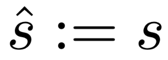 ŝ := s